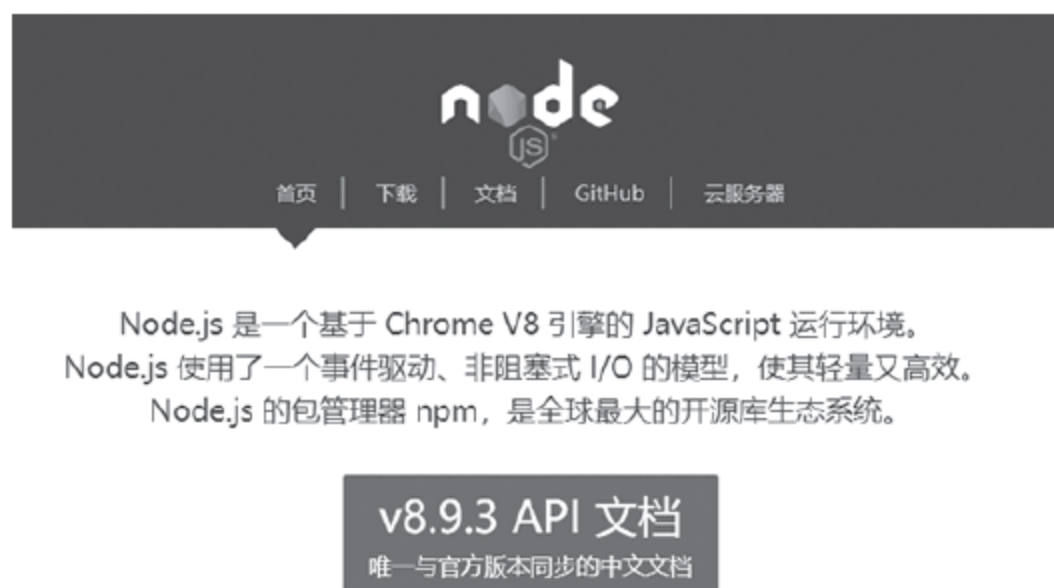 node
JS
首页 | 下载 | 文档 | GitHub | 云服务器
Node.js 是一个基于 Chrome V8 引擎的 JavaScript 运行环境。
Node.js 使用了一个事件驱动、非阻塞式 I/O 的模型，使其轻量又高效。
Node.js 的包管理器 npm，是全球最大的开源库生态系统。
v8.9.3 API 文档
唯一与官方版本同步的中文文档